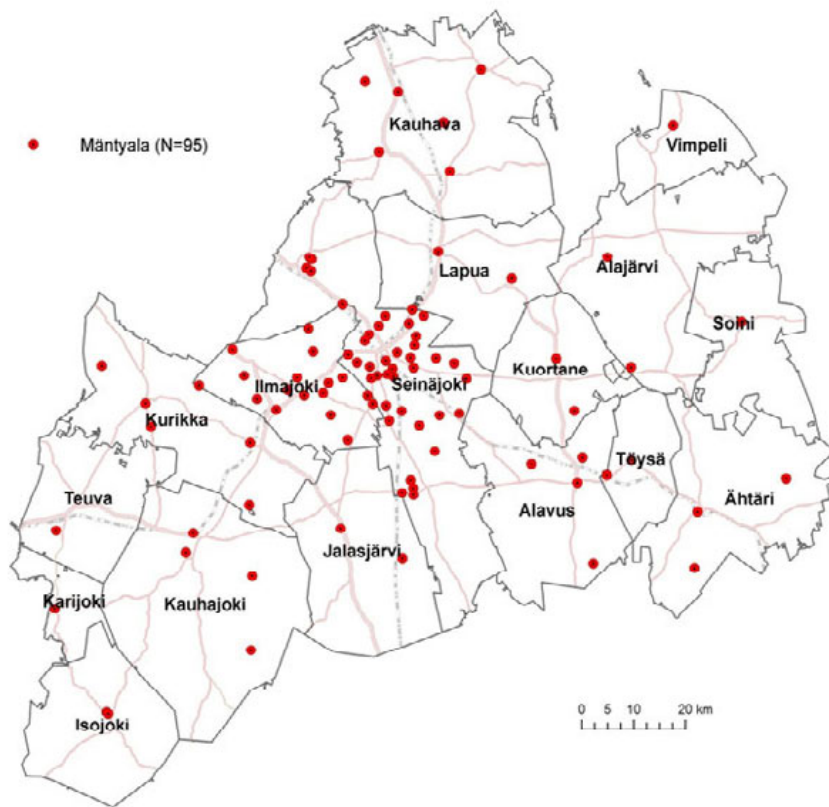 Kauhava
Mäntyala (N=95)
Vimpeli
Lapua
Alajärvi
Soini
Kuortane
Ilmajoki
Seinäjoki
Kurikka
Töysä
Teuva
Ähtäri
Alavus
Jalasjärvi
Karijoki
Kauhajoki
Isojoki
0 5 10 20 km